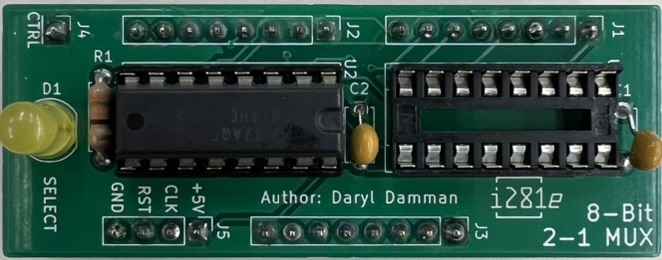 CTRL
J4
J2
J1
R1
U2
D1
C2
SELECT
GND
RST
CLK
+5V
J5
Author: Daryl Damman
i281e
J3
8-Bit
2-1 MUX